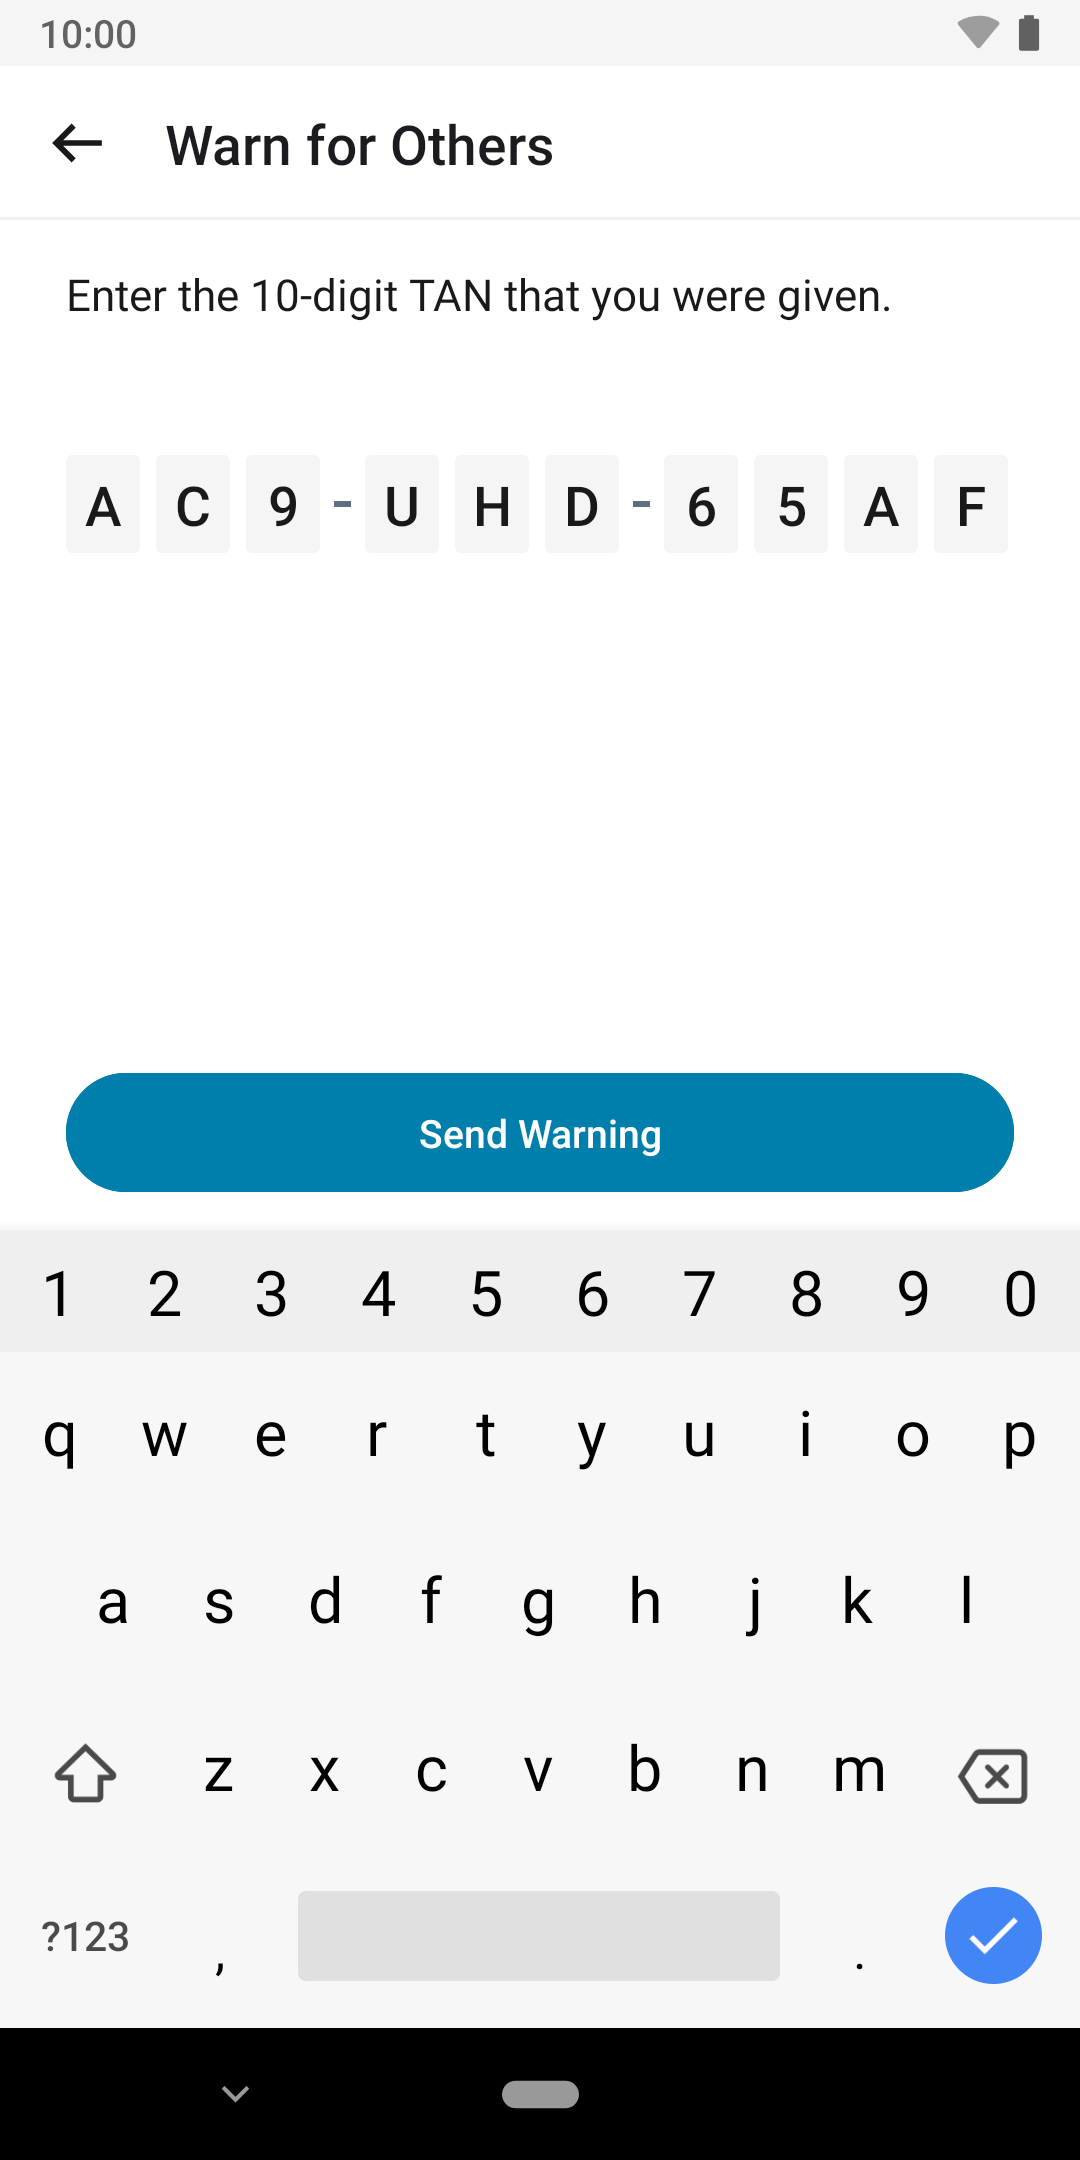 10:00
Warn for Others
Enter the 10-digit TAN that you were given.
A C 9 - U H D - 6 5 A F
Send Warning
1 2 3 4 5 6 7 8 9 0
q w e r t y u i o p
a s d f g h j k l
z x c v b n m
?123 , .